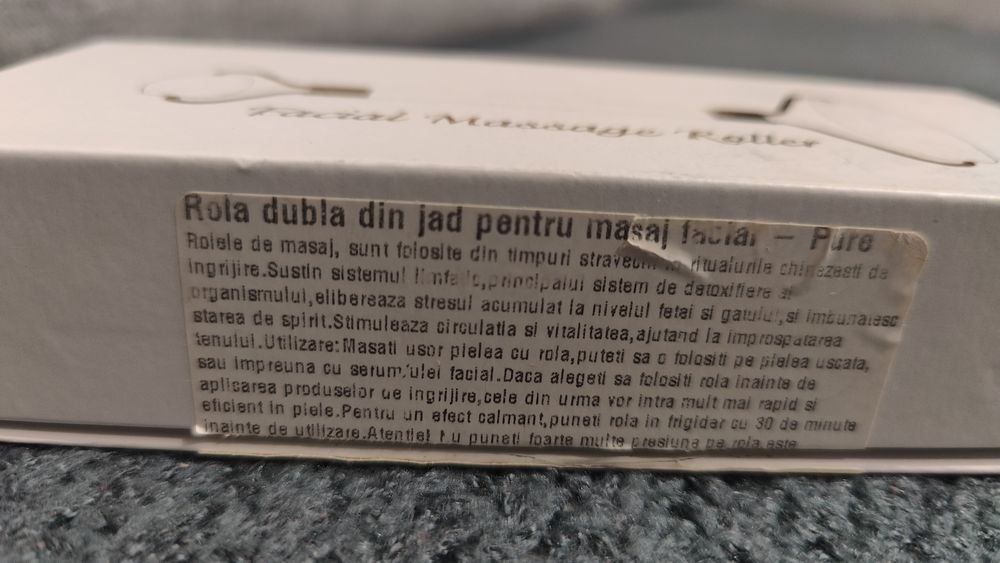 Facial Massage Roller
Rola dubla din jad pentru masaj facial – Pure
Rolele de masaj, sunt folosite din timpuri stravechi in ritualurile chinezesti de
ingrijire.Sustin sistemul limfatic,principalul sistem de detoxifiere al
organismului,elibereaza stresul acumulat la nivelul fetei si gatului,si imbunatesc
starea de spirit.Stimuleaza circulatia si vitalitatea,ajutand la improspatarea
tenului.Utilizare:Masati usor pielea cu rola,puteti sa o folositi pe pielea uscata,
sau impreuna cu serum/ulei facial.Daca alegeti sa folositi rola inainte de
aplicarea produselor de ingrijire,cele din urma vor intra mult mai rapid si
eficient in piele.Pentru un efect calmant,puneti rola in frigider cu 30 de minute
inainte de utilizare.Atentie! nu puneti foarte multa presiune pe rola este